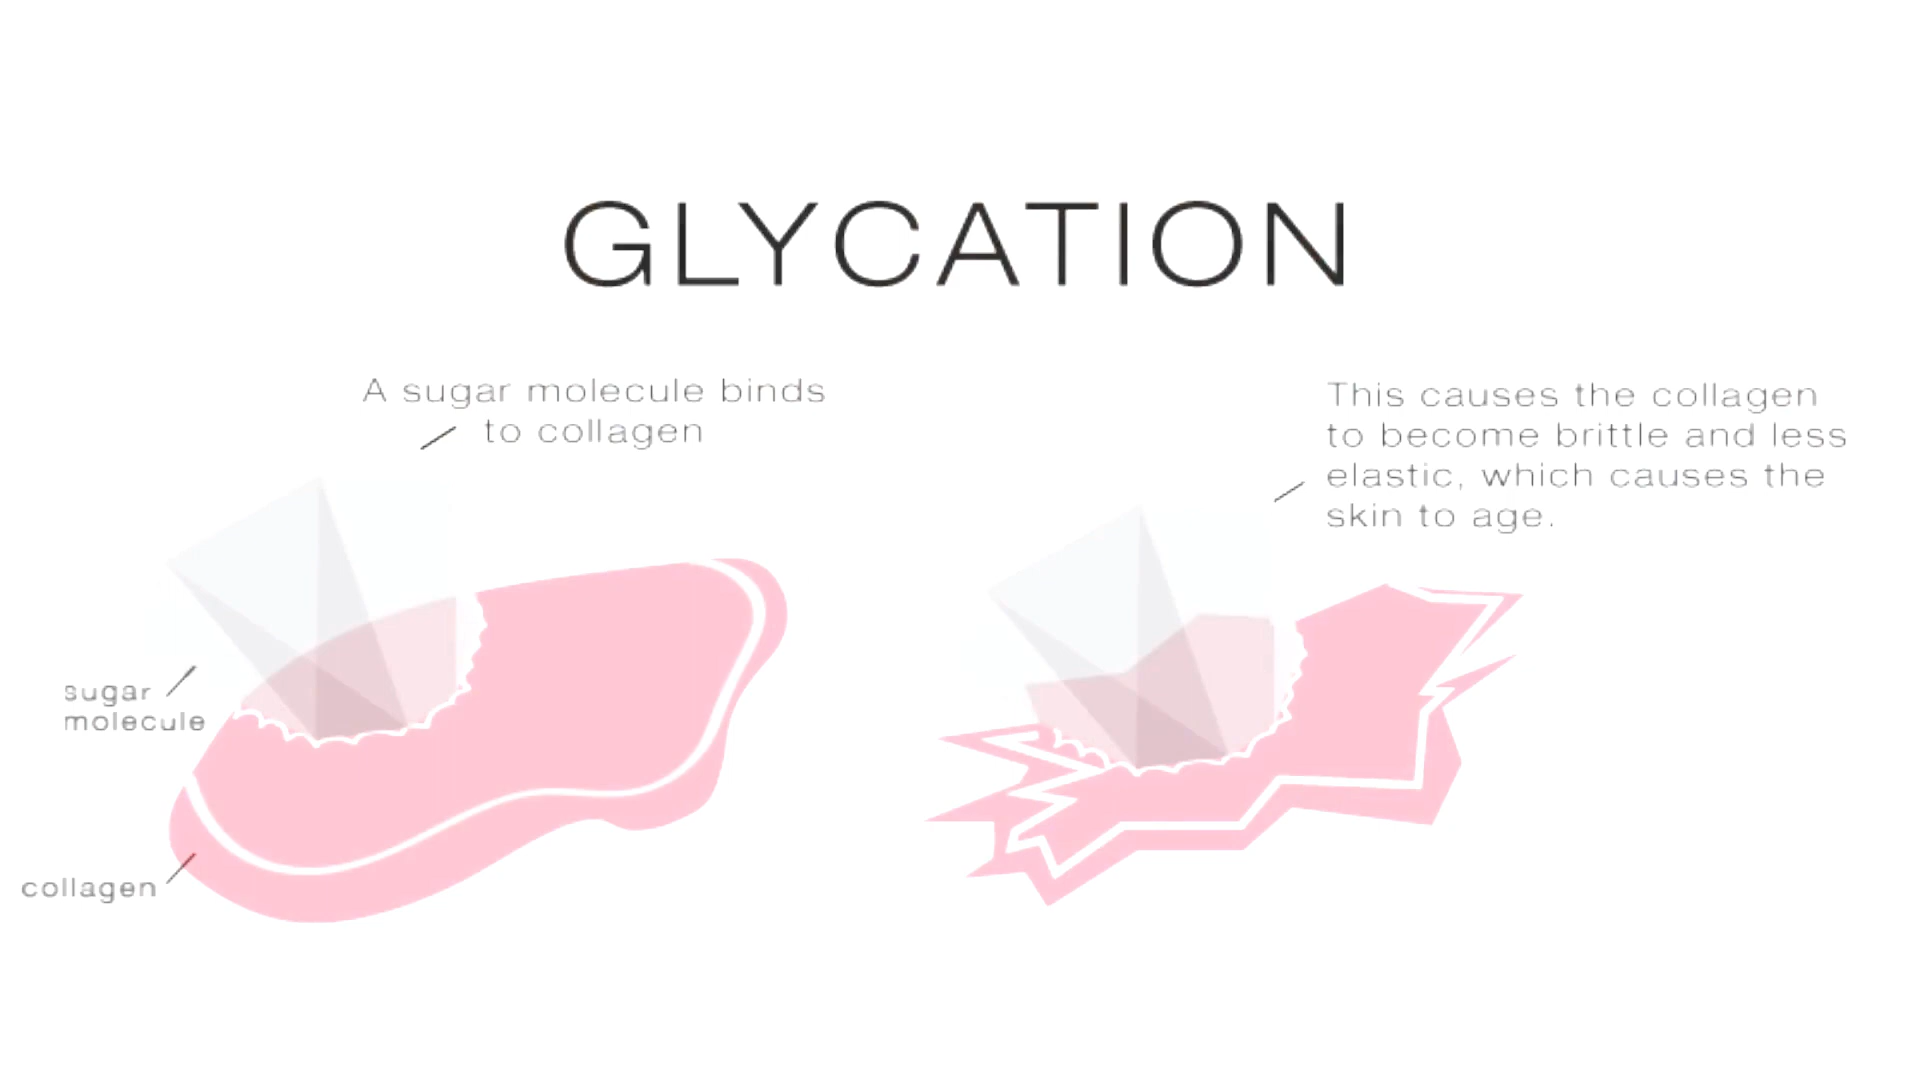 GLYCATION
A sugar molecule binds
to collagen
This causes the collagen
to become brittle and less
elastic, which causes the
skin to age.
sugar
molecule
collagen